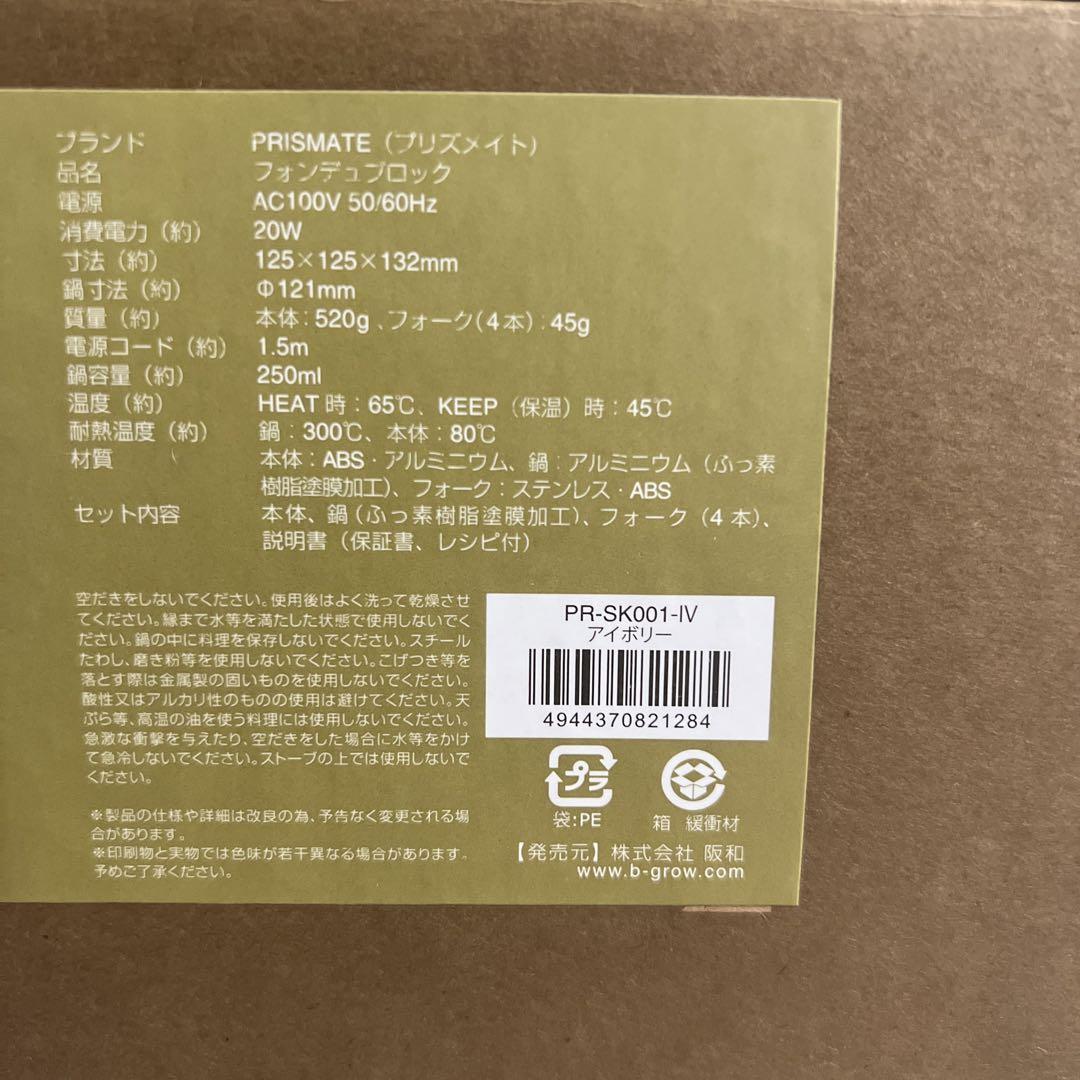 ブランド PRISMATE（プリズメイト）
品名 フォンデュブロック
電源 AC100V 50/60Hz
消費電力（約） 20W
寸法（約） 125×125×132mm
鍋寸法（約） Φ121mm
質量（約） 本体：520g、フォーク（4本）：45g
電源コード（約） 1.5m
鍋容量（約） 250ml
温度（約） HEAT時：65℃、KEEP（保温）時：45℃
耐熱温度（約） 鍋：300℃、本体：80℃
材質 本体：ABS・アルミニウム、鍋：アルミニウム（ふっ素
樹脂塗膜加工）、フォーク：ステンレス・ABS
セット内容 本体、鍋（ふっ素樹脂塗膜加工）、フォーク（4本）、
説明書（保証書、レシピ付）
空だきをしないでください。使用後はよく洗って乾燥させ
てください。縁まで水等を満たした状態で使用しないでく
ださい。鍋の中に料理を保存しないでください。スチール
たわし、磨き粉等を使用しないでください。こげつき等を
落とす際は金属製の固いものを使用しないでください。
酸性又はアルカリ性のものの使用は避けてください。天
ぷら等、高温の油を使う料理には使用しないでください。
急激な衝撃を与えたり、空だきをした場合に水等をかけ
て急冷しないでください。ストーブの上では使用しないで
ください。
※製品の仕様や詳細は改良の為、予告なく変更される場
合があります。
※印刷物と実物では色味が若干異なる場合があります。
予めご了承ください。
PR-SK001-IV
アイボリー
4944370821284
プラ
袋：PE
箱 緩衝材
【発売元】株式会社 阪和
www.b-grow.com